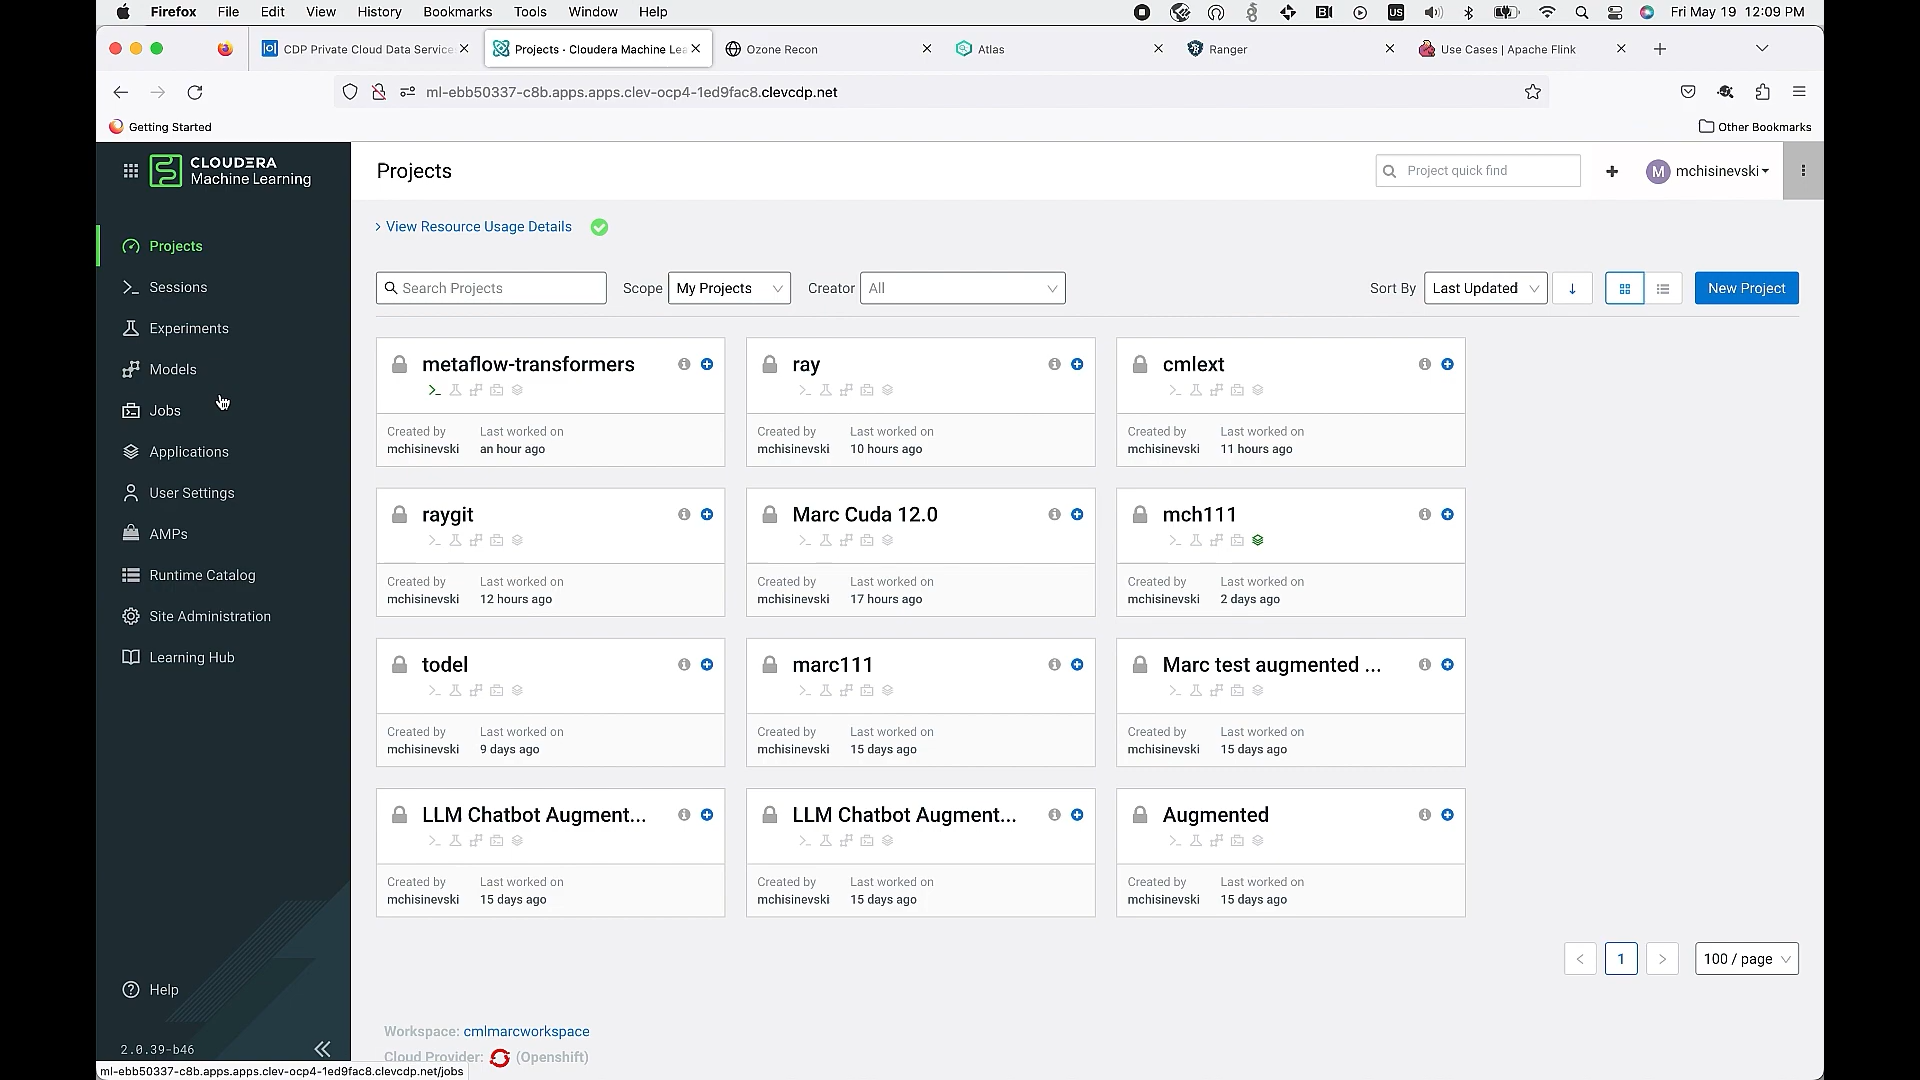 Firefox File Edit View History Bookmarks Tools Window Help US Fri May 19 12:09 PM
CDP Private Cloud Data Service Projects - Cloudera Machine Lea Ozone Recon Atlas Ranger Use Cases | Apache Flink
ml-ebb50337-c8b.apps.apps.clev-ocp4-1ed9fac8.clevcdp.net
Getting Started Other Bookmarks
CLOUDERA
Machine Learning
Projects Project quick find + M mchisinevski
View Resource Usage Details
Projects
Sessions
Experiments
Models
Jobs
Applications
User Settings
AMPs
Runtime Catalog
Site Administration
Learning Hub
Search Projects Scope My Projects Creator All Sort By Last Updated New Project
metaflow-transformers ray cmlext
Created by Last worked on Created by Last worked on Created by Last worked on
mchisinevski an hour ago mchisinevski 10 hours ago mchisinevski 11 hours ago
raygit Marc Cuda 12.0 mch111
Created by Last worked on Created by Last worked on Created by Last worked on
mchisinevski 12 hours ago mchisinevski 17 hours ago mchisinevski 2 days ago
todel marc111 Marc test augmented ...
Created by Last worked on Created by Last worked on Created by Last worked on
mchisinevski 9 days ago mchisinevski 15 days ago mchisinevski 15 days ago
LLM Chatbot Augment... LLM Chatbot Augment... Augmented
Created by Last worked on Created by Last worked on Created by Last worked on
mchisinevski 15 days ago mchisinevski 15 days ago mchisinevski 15 days ago
< 1 > 100 / page
Help
Workspace: cmlmarcworkspace
2.0.39-b46
Cloud Provider: (Openshift)
ml-ebb50337-c8b.apps.apps.clev-ocp4-1ed9fac8.clevcdp.net/jobs